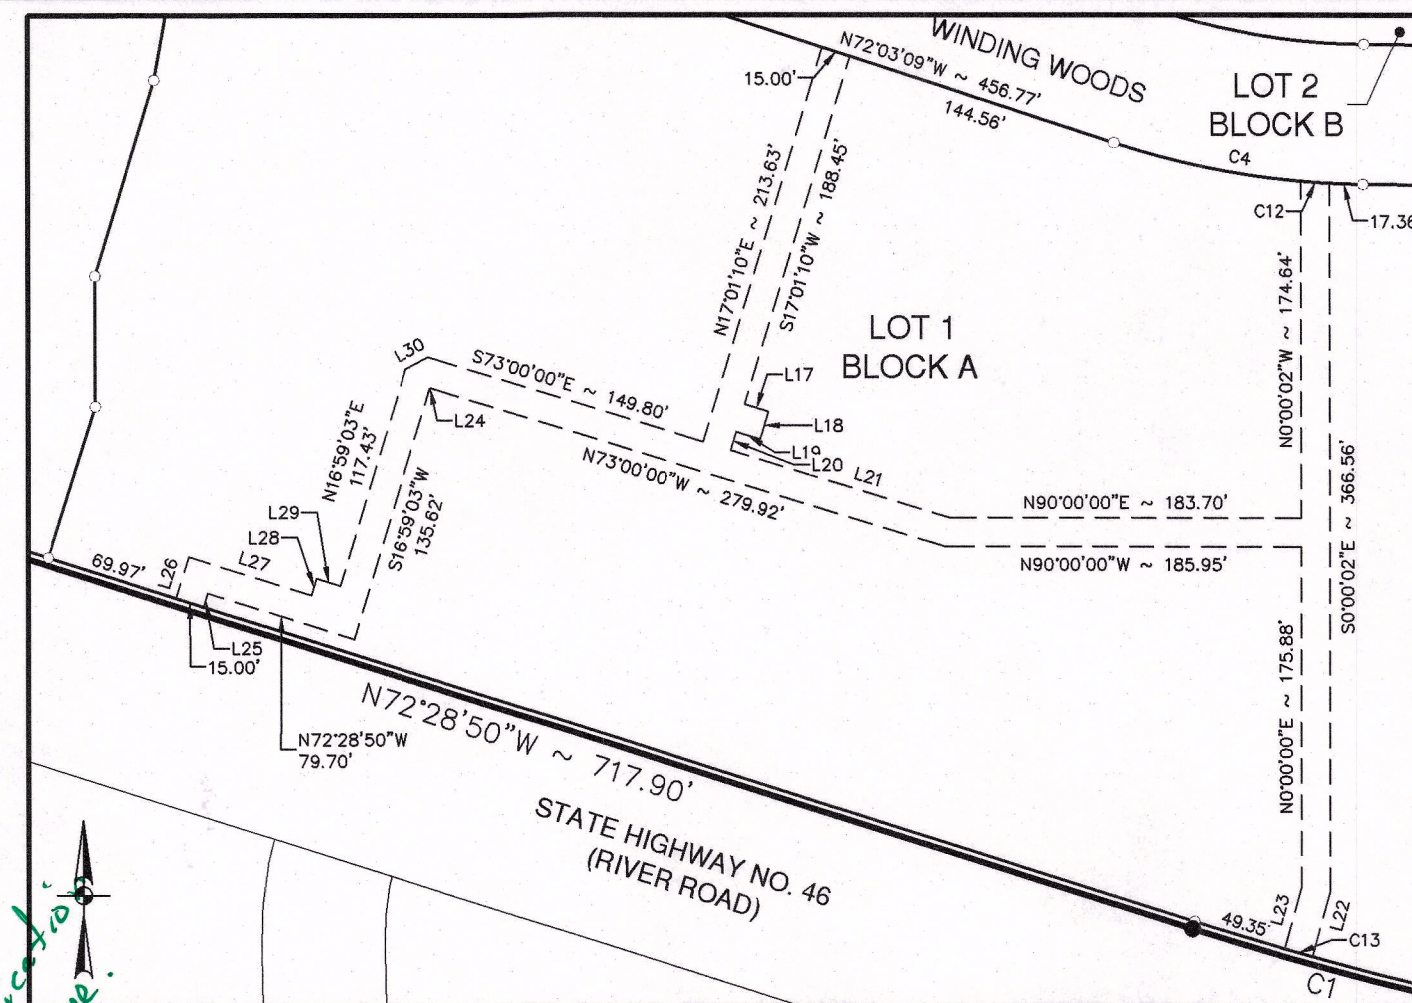 WINDING WOODS
N72°03'09"W ~ 456.77'
144.56'
15.00'
LOT 2
BLOCK B
C4
C12
17.36
N17°01'10"E ~ 213.63'
S17°01'10"W ~ 188.45'
LOT 1
BLOCK A
N0°00'02"W ~ 174.64'
S0°00'02"E ~ 366.56'
L30
S73°00'00"E ~ 149.80'
L17
L18
L19
L20
L21
L24
N73°00'00"W ~ 279.92'
N16°59'03"E
117.43'
S16°59'03"W
135.62'
N90°00'00"E ~ 183.70'
N90°00'00"W ~ 185.95'
L29
L28
L27
L26
69.97'
L25
15.00'
N72°28'50"W
79.70'
N72°28'50"W ~ 717.90'
STATE HIGHWAY NO. 46
(RIVER ROAD)
N0°00'00"E ~ 175.88'
49.35'
L23
L22
C13
C1